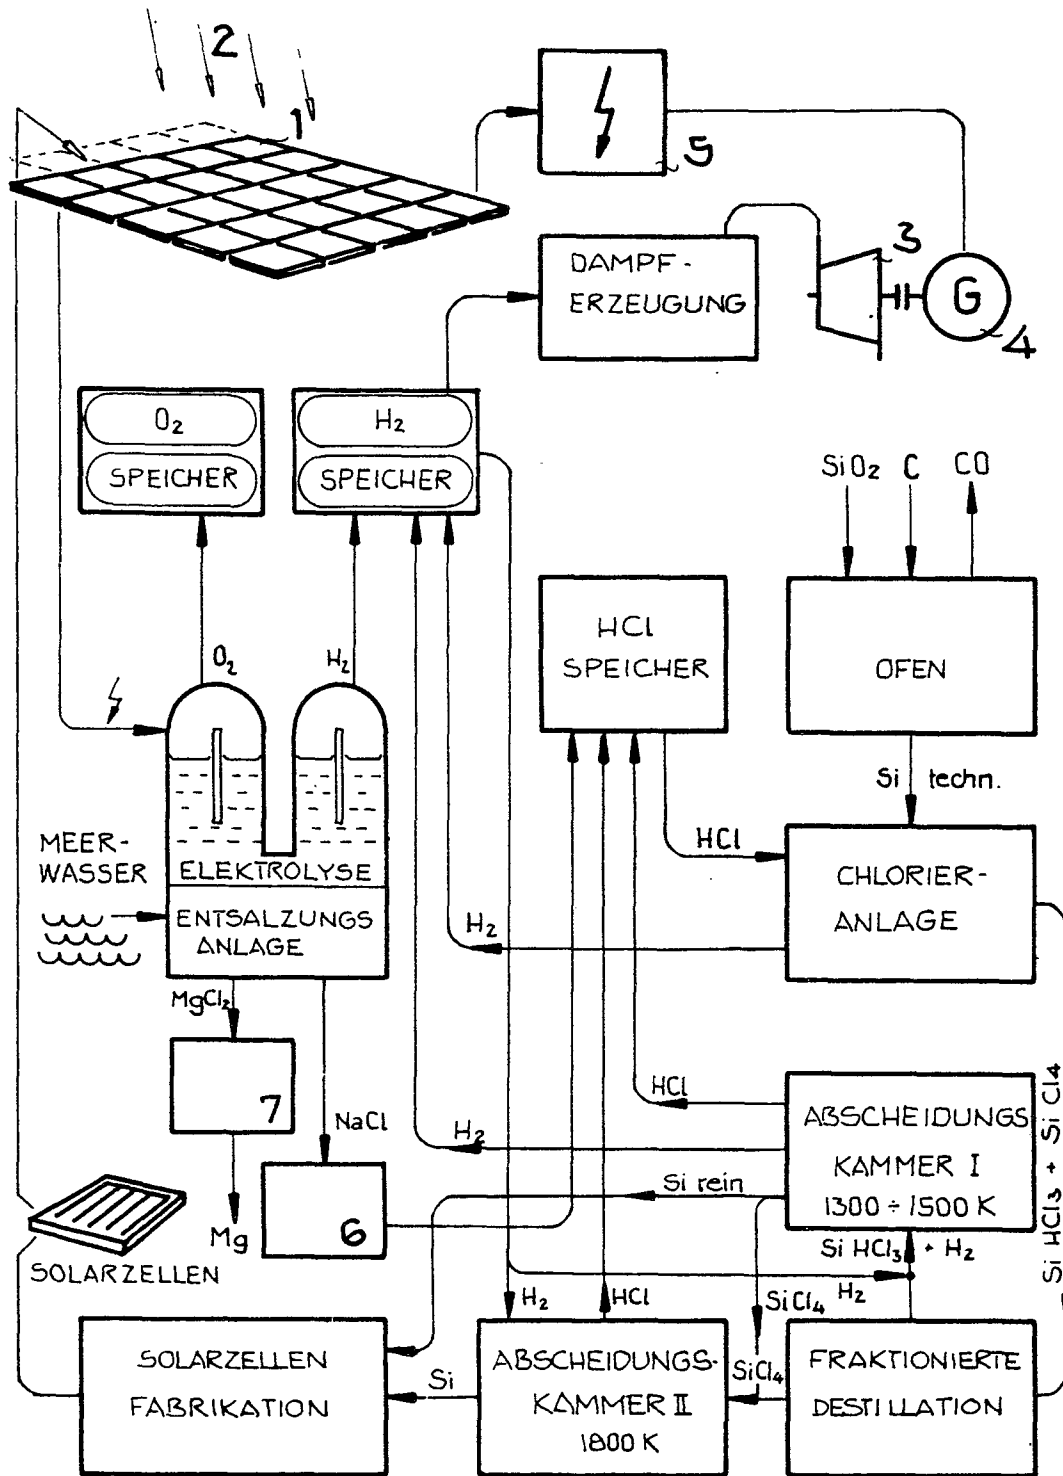 2
1
5
DAMPF-
ERZEUGUNG
3
G
4
O₂
SPEICHER
H₂
SPEICHER
SiO₂
C
CO
HCl
SPEICHER
OFEN
O₂
H₂
Si techn.
MEER-
WASSER
ELEKTROLYSE
ENTSALZUNGS
ANLAGE
HCl
CHLORIER-
ANLAGE
H₂
MgCl₂
7
NaCl
Mg
6
HCl
H₂
Si rein
ABSCHEIDUNGS
KAMMER I
1300 ÷ 1500 K
Si HCl₃ + Si Cl₄
Si HCl₃ + H₂
H₂
SOLARZELLEN
H₂
HCl
SiCl₄
SiCl₄
Si
SOLARZELLEN
FABRIKATION
ABSCHEIDUNGS-
KAMMER II
1800 K
FRAKTIONIERTE
DESTILLATION